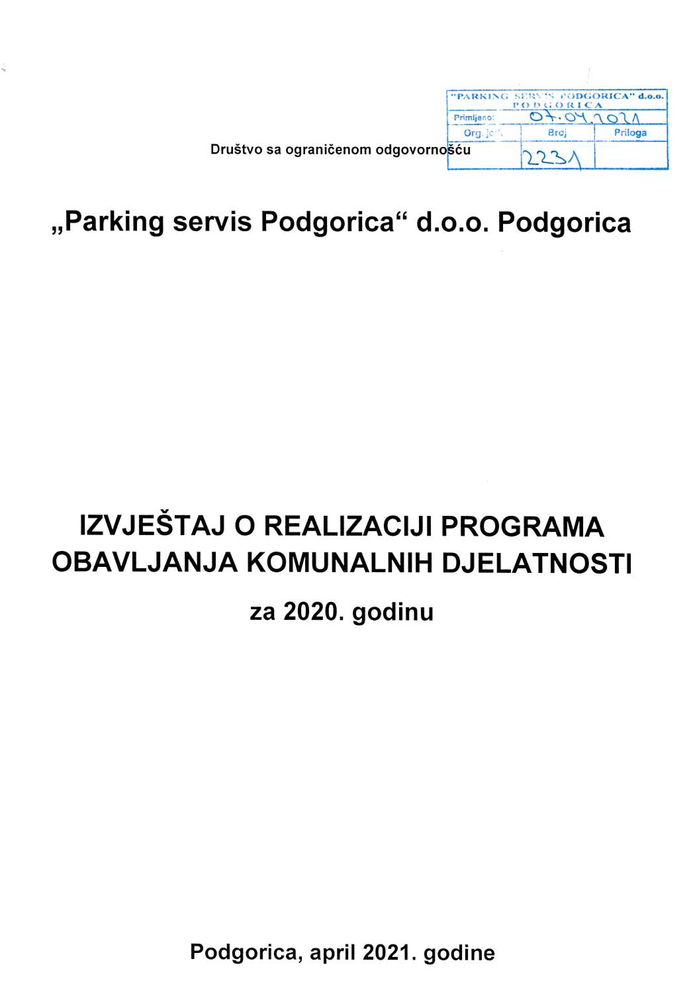 "PARKING SERVIS PODGORICA" d.o.o.
PODGORICA
Primljeno: 07.04.2021
Org. Broj Priloga
2231
Društvo sa ograničenom odgovornošću
„Parking servis Podgorica“ d.o.o. Podgorica
IZVJEŠTAJ O REALIZACIJI PROGRAMA
OBAVLJANJA KOMUNALNIH DJELATNOSTI
za 2020. godinu
Podgorica, april 2021. godine